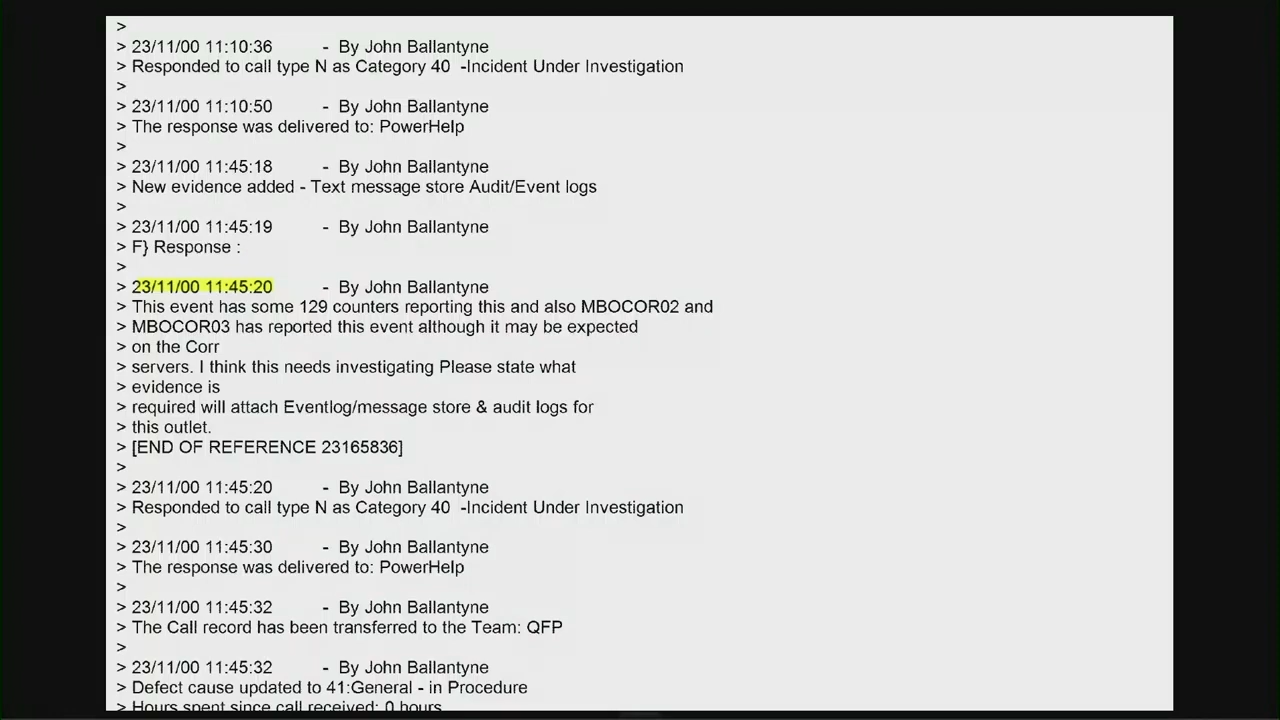 >
> 23/11/00 11:10:36 - By John Ballantyne
> Responded to call type N as Category 40 -Incident Under Investigation
>
> 23/11/00 11:10:50 - By John Ballantyne
> The response was delivered to: PowerHelp
>
> 23/11/00 11:45:18 - By John Ballantyne
> New evidence added - Text message store Audit/Event logs
>
> 23/11/00 11:45:19 - By John Ballantyne
> F} Response :
>
> 23/11/00 11:45:20 - By John Ballantyne
> This event has some 129 counters reporting this and also MBOCOR02 and
> MBOCOR03 has reported this event although it may be expected
> on the Corr
> servers. I think this needs investigating Please state what
> evidence is
> required will attach Eventlog/message store & audit logs for
> this outlet.
> [END OF REFERENCE 23165836]
>
> 23/11/00 11:45:20 - By John Ballantyne
> Responded to call type N as Category 40 -Incident Under Investigation
>
> 23/11/00 11:45:30 - By John Ballantyne
> The response was delivered to: PowerHelp
>
> 23/11/00 11:45:32 - By John Ballantyne
> The Call record has been transferred to the Team: QFP
>
> 23/11/00 11:45:32 - By John Ballantyne
> Defect cause updated to 41:General - in Procedure
> Hours spent since call received: 0 hours